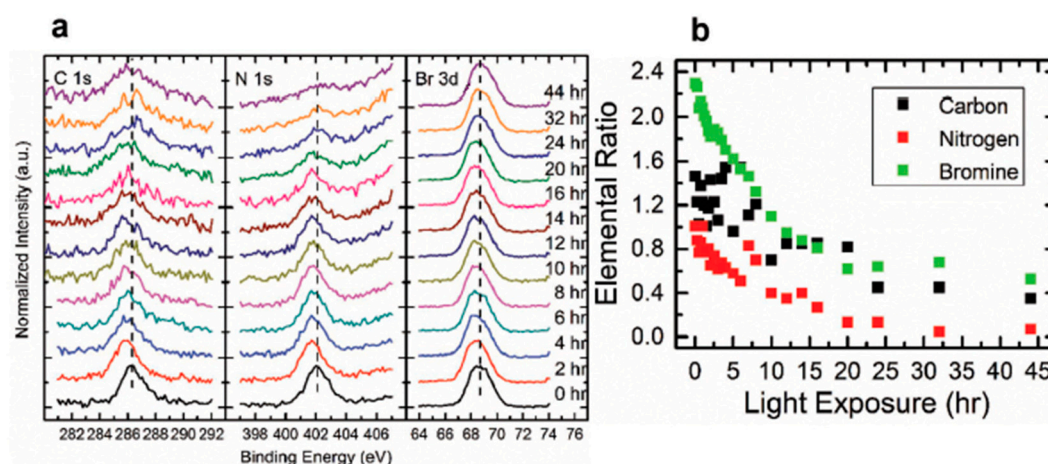 a
C 1s
N 1s
Br 3d
44 hr
32 hr
24 hr
20 hr
16 hr
14 hr
12 hr
10 hr
8 hr
6 hr
4 hr
2 hr
0 hr
Normalized Intensity (a.u.)
282 284 286 288 290 292 398 400 402 404 406 64 66 68 70 72 74 76
Binding Energy (eV)
b
Carbon
Nitrogen
Bromine
2.4
2.0
1.6
1.2
0.8
0.4
0.0
Elemental Ratio
0 5 10 15 20 25 30 35 40 45
Light Exposure (hr)